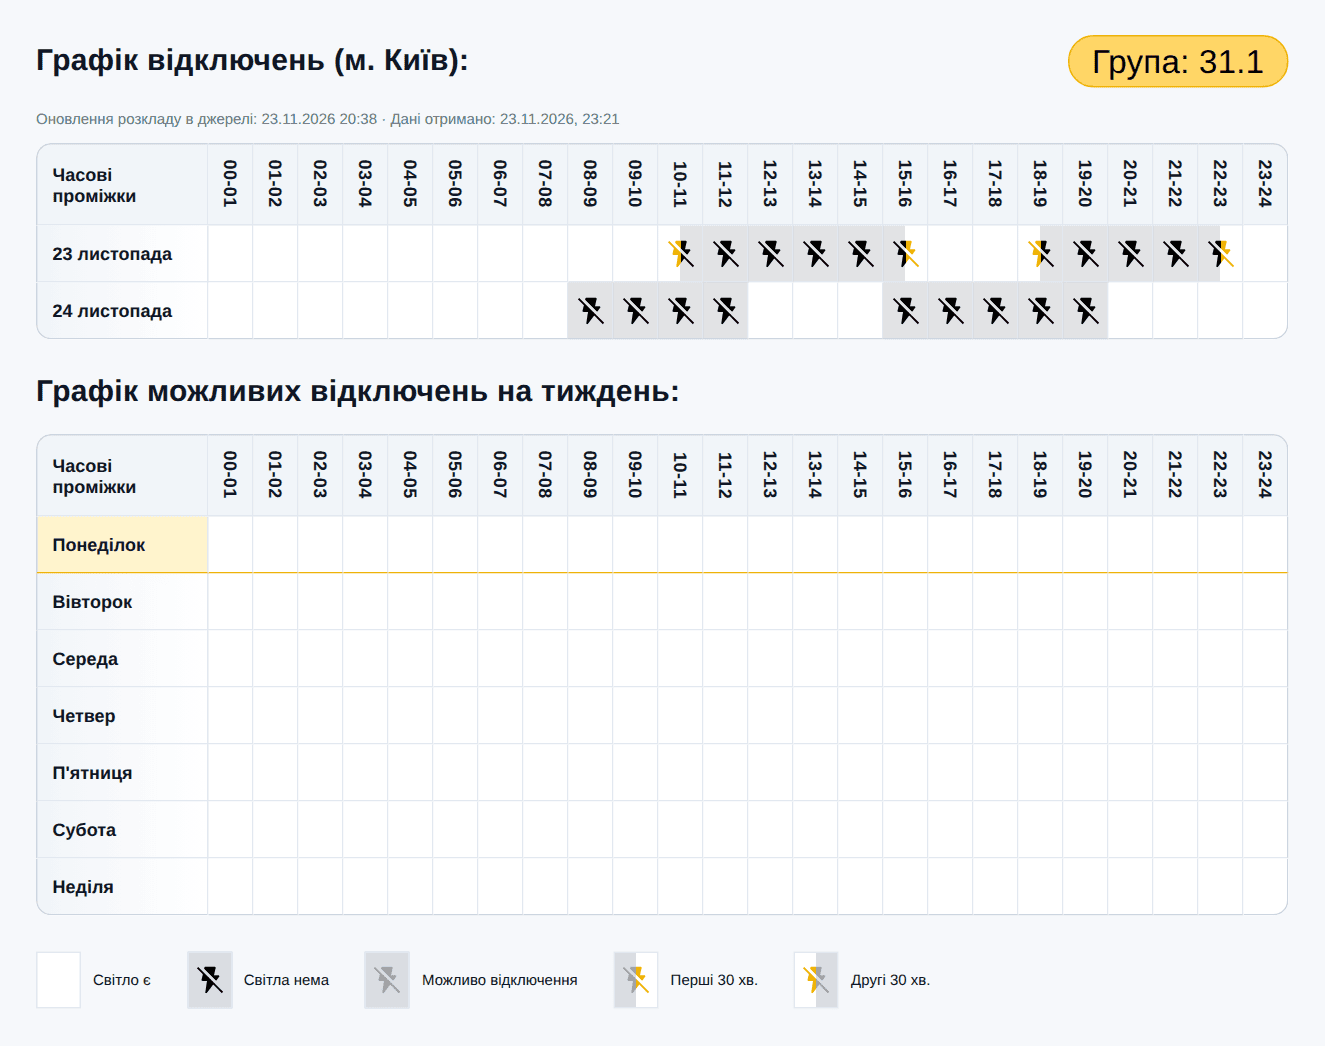 Графік відключень (м. Київ):
Група: 31.1
Оновлення розкладу в джерелі: 23.11.2026 20:38 · Дані отримано: 23.11.2026, 23:21
Часові
проміжки
00-01
01-02
02-03
03-04
04-05
05-06
06-07
07-08
08-09
09-10
10-11
11-12
12-13
13-14
14-15
15-16
16-17
17-18
18-19
19-20
20-21
21-22
22-23
23-24
23 листопада
24 листопада
Графік можливих відключень на тиждень:
Часові
проміжки
00-01
01-02
02-03
03-04
04-05
05-06
06-07
07-08
08-09
09-10
10-11
11-12
12-13
13-14
14-15
15-16
16-17
17-18
18-19
19-20
20-21
21-22
22-23
23-24
Понеділок
Вівторок
Середа
Четвер
П'ятниця
Субота
Неділя
Світло є
Світла нема
Можливо відключення
Перші 30 хв.
Другі 30 хв.